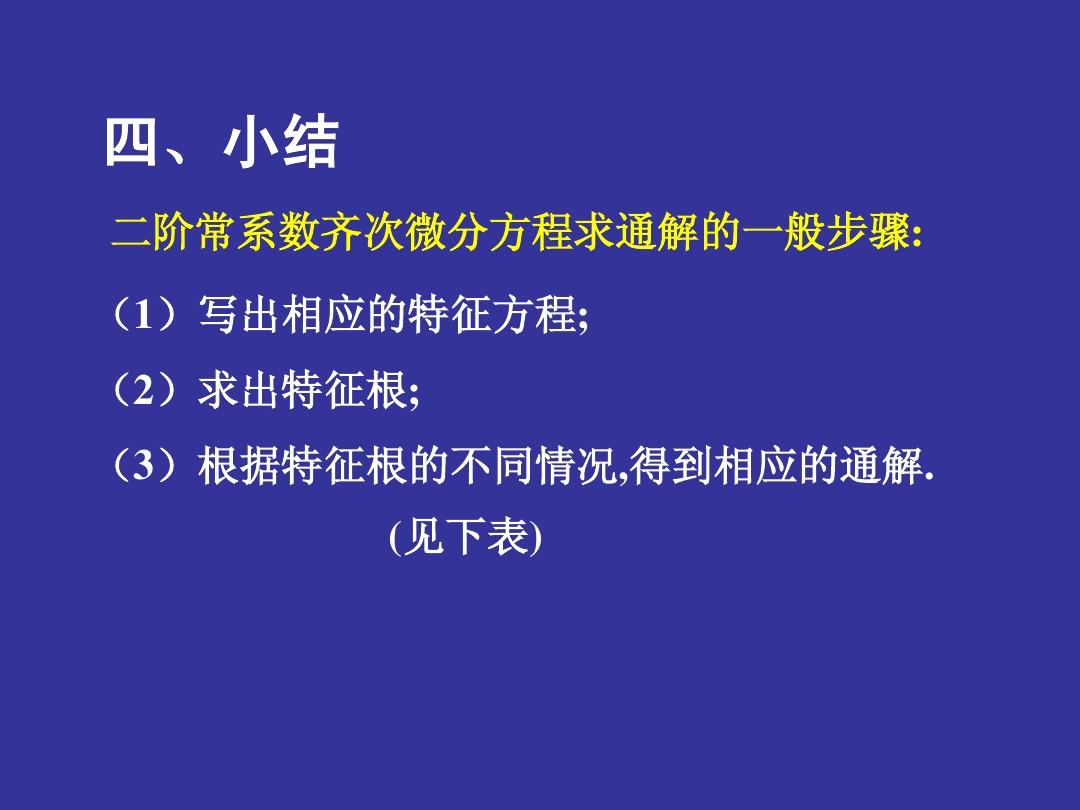 四、小结
二阶常系数齐次微分方程求通解的一般步骤:
（1）写出相应的特征方程;
（2）求出特征根;
（3）根据特征根的不同情况,得到相应的通解.
(见下表)